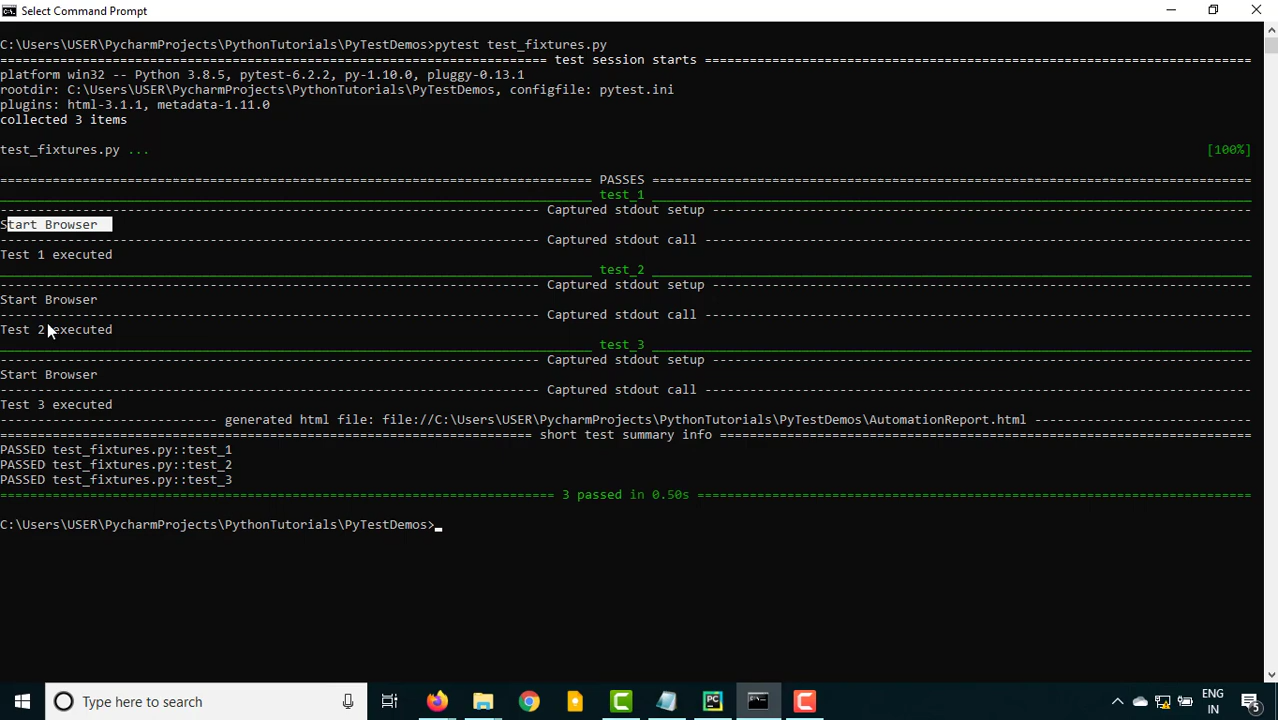 Select Command Prompt
C:\Users\USER\PycharmProjects\PythonTutorials\PyTestDemos>pytest test_fixtures.py
test session starts
platform win32 -- Python 3.8.5, pytest-6.2.2, py-1.10.0, pluggy-0.13.1
rootdir: C:\Users\USER\PycharmProjects\PythonTutorials\PyTestDemos, configfile: pytest.ini
plugins: html-3.1.1, metadata-1.11.0
collected 3 items
test_fixtures.py ... [100%]
PASSES
test_1
Captured stdout setup
Start Browser
Captured stdout call
Test 1 executed
test_2
Captured stdout setup
Start Browser
Captured stdout call
Test 2 executed
test_3
Captured stdout setup
Start Browser
Captured stdout call
Test 3 executed
generated html file: file://C:\Users\USER\PycharmProjects\PythonTutorials\PyTestDemos\AutomationReport.html
short test summary info
PASSED test_fixtures.py::test_1
PASSED test_fixtures.py::test_2
PASSED test_fixtures.py::test_3
3 passed in 0.50s
C:\Users\USER\PycharmProjects\PythonTutorials\PyTestDemos>
Type here to search
PC
ENG
IN
5